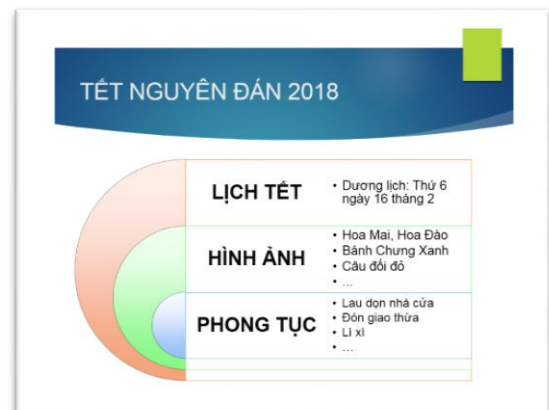 TẾT NGUYÊN ĐÁN 2018
LỊCH TẾT
• Dương lịch: Thứ 6
ngày 16 tháng 2
HÌNH ẢNH
• Hoa Mai, Hoa Đào
• Bánh Chưng Xanh
• Câu đối đỏ
• ...
PHONG TỤC
• Lau dọn nhà cửa
• Đón giao thừa
• Lì xì
• ...